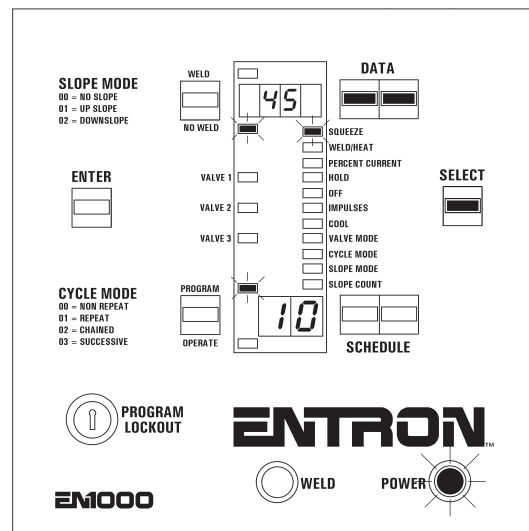 SLOPE MODE
00 = NO SLOPE
01 = UP SLOPE
02 = DOWNSLOPE
WELD
NO WELD
45
DATA
SQUEEZE
WELD/HEAT
PERCENT CURRENT
HOLD
OFF
IMPULSES
COOL
VALVE MODE
CYCLE MODE
SLOPE MODE
SLOPE COUNT
ENTER
VALVE 1
VALVE 2
VALVE 3
SELECT
CYCLE MODE
00 = NON REPEAT
01 = REPEAT
02 = CHAINED
03 = SUCCESSIVE
PROGRAM
OPERATE
10
SCHEDULE
PROGRAM
LOCKOUT
ENTRON™
EN1000
WELD
POWER